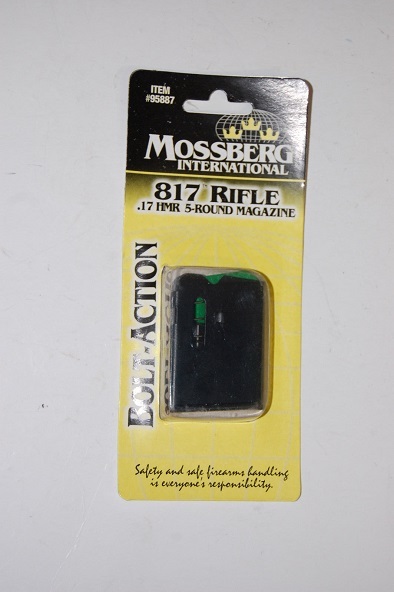 ITEM
#95887
MOSSBERG
INTERNATIONAL
817™ RIFLE
.17 HMR 5-ROUND MAGAZINE
BOLT-ACTION
Safety and safe firearms handling
is everyone's responsibility.